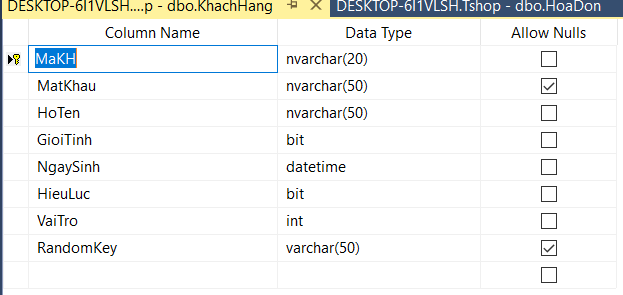 DESKTOP-6I1VLSH....p - dbo.KhachHang DESKTOP-6I1VLSH.Tshop - dbo.HoaDon
Column Name Data Type Allow Nulls
MaKH nvarchar(20)
MatKhau nvarchar(50)
HoTen nvarchar(50)
GioiTinh bit
NgaySinh datetime
HieuLuc bit
VaiTro int
RandomKey varchar(50)